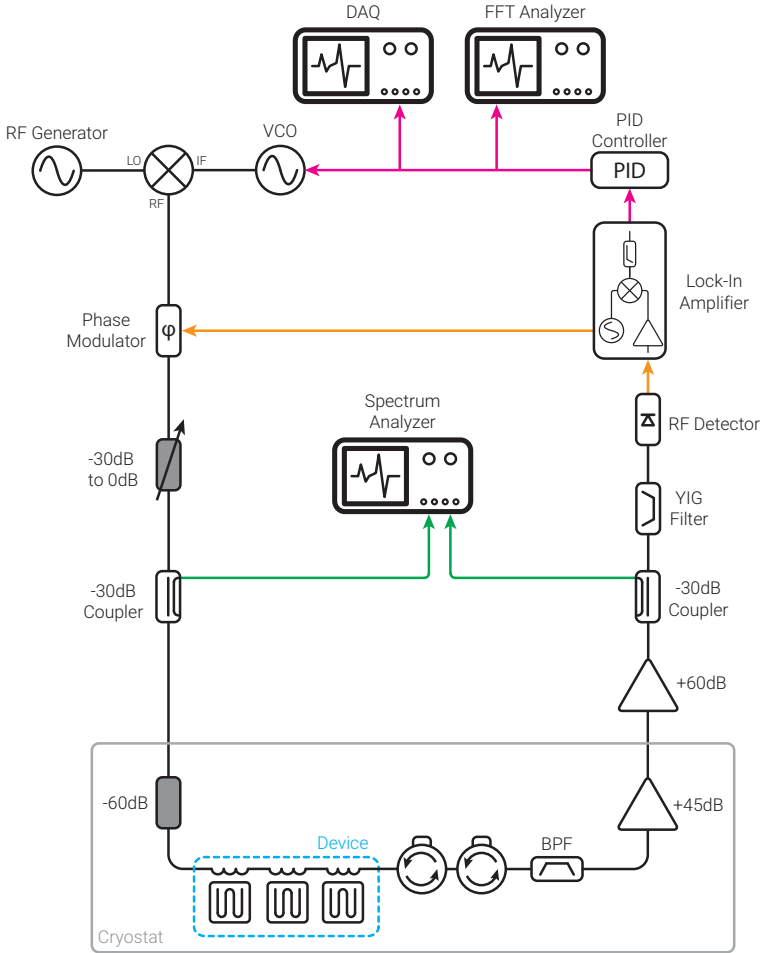 DAQ
FFT Analyzer
RF Generator
VCO
PID
Controller
LO
IF
RF
PID
Lock-In
Amplifier
Phase
Modulator
φ
Spectrum
Analyzer
RF Detector
-30dB
to 0dB
YIG
Filter
-30dB
Coupler
-30dB
Coupler
+60dB
-60dB
+45dB
Device
BPF
Cryostat